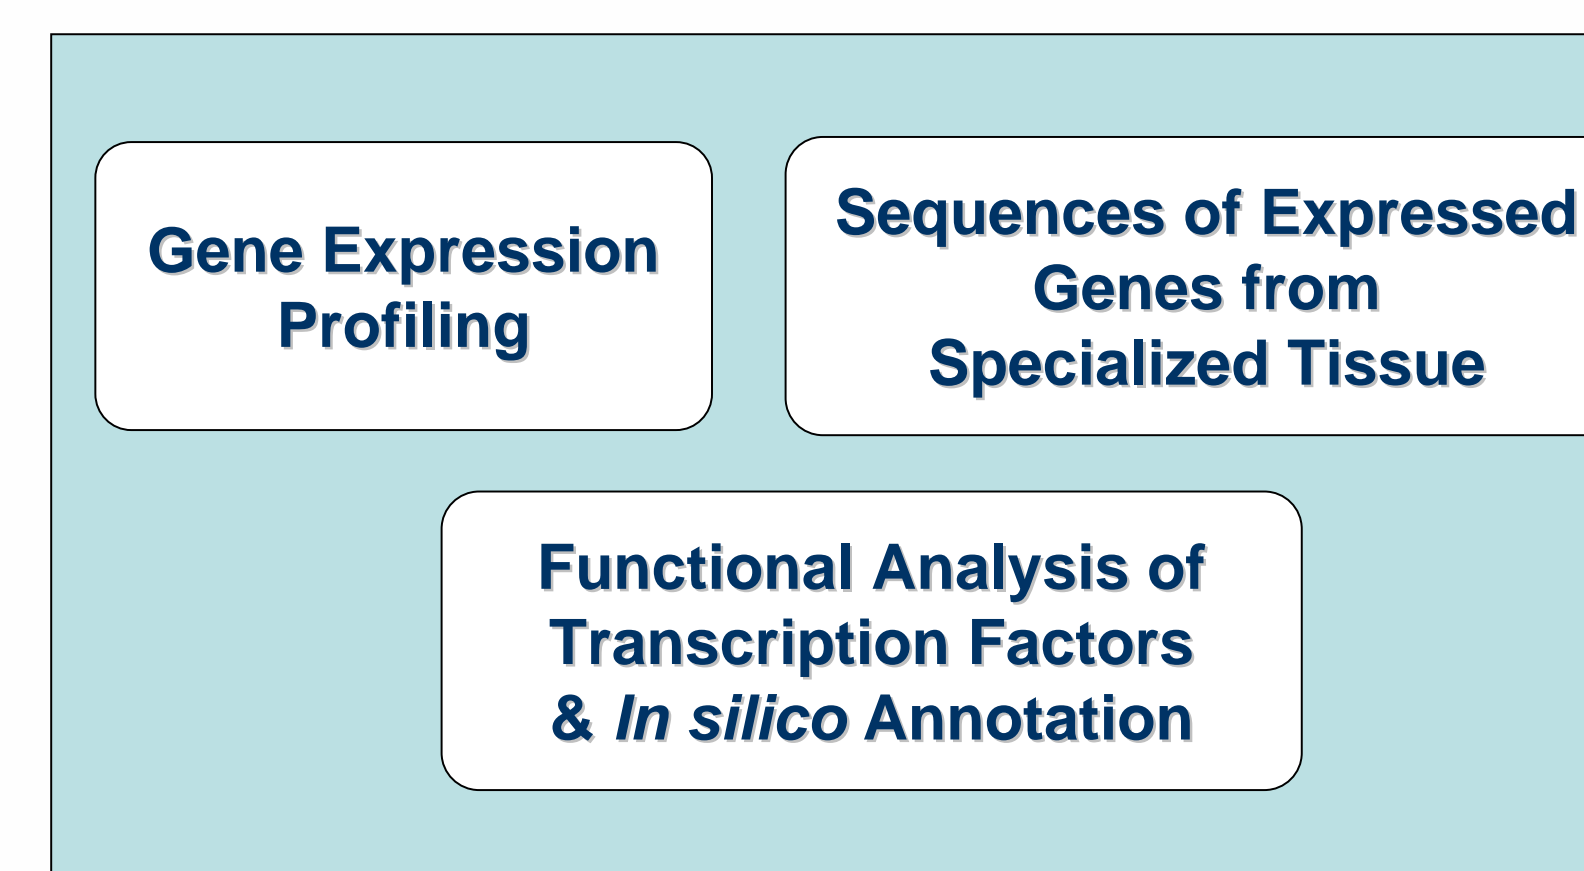 Gene Expression
Profiling
Sequences of Expressed
Genes from
Specialized Tissue
Functional Analysis of
Transcription Factors
& In silico Annotation